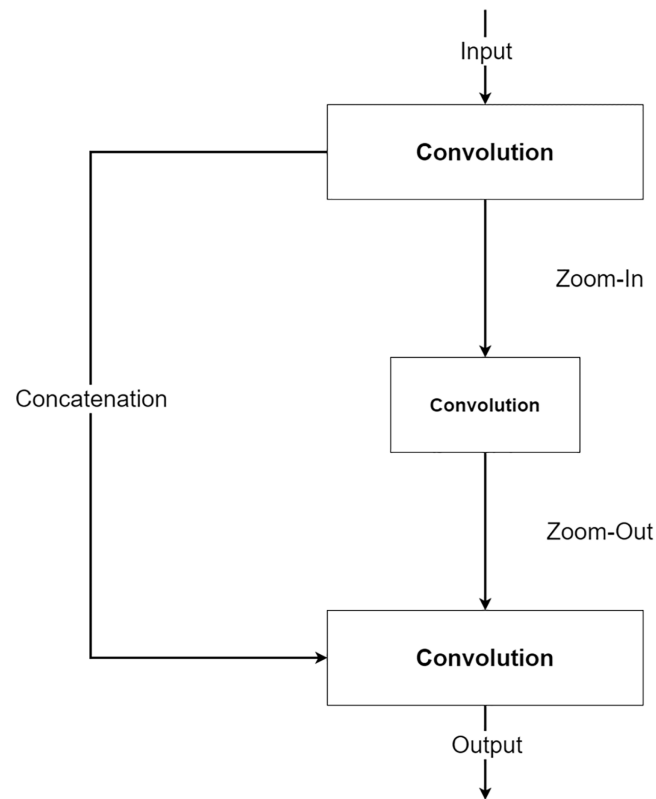 Input
Convolution
Zoom-In
Concatenation
Convolution
Zoom-Out
Convolution
Output